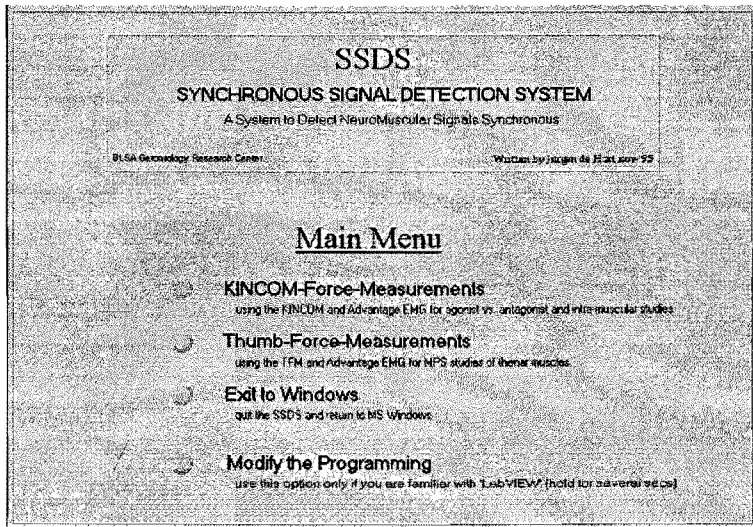 SSDS
SYNCHRONOUS SIGNAL DETECTION SYSTEM
A System to Detect NeuroMuscular Signals Synchronous
BLSA Gerontology Research Center. Written by Jurgen de Hart, nov '95
Main Menu
KINCOM-Force-Measurements
using the KINCOM and Advantage EMG for agonist vs. antagonist and intra-muscular studies
Thumb-Force-Measurements
using the TFM and Advantage EMG for MPS studies of thenar muscles.
Exit to Windows
quit the SSDS and return to MS Windows
Modify the Programming
use this option only if you are familiar with 'LabVIEW' (hold for several secs)